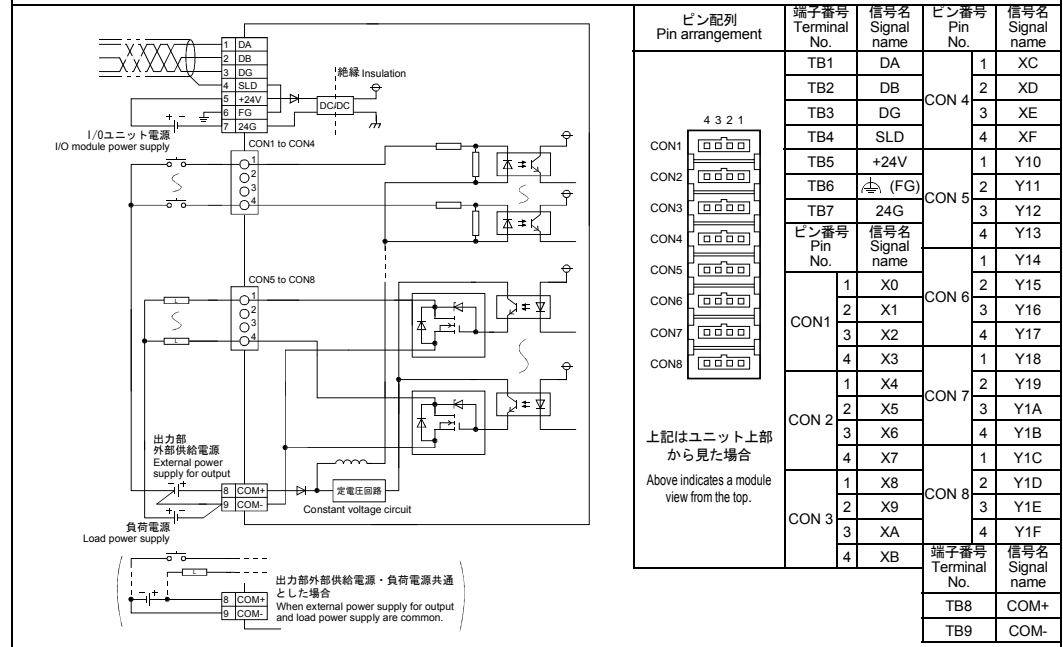 1 DA
2 DB
3 DG
4 SLD
5 +24V
6 FG
7 24G
絶縁 Insulation
DC/DC
I/Oユニット電源
I/O module power supply
CON1 to CON4
1
2
3
4
CON5 to CON8
L
1
2
3
4
L
出力部
外部供給電源
External power
supply for output
8 COM+
9 COM-
定電圧回路
Constant voltage circuit
負荷電源
Load power supply
L
8 COM+
9 COM-
出力部外部供給電源・負荷電源共通
とした場合
When external power supply for output
and load power supply are common.
ピン配列
Pin arrangement
4 3 2 1
CON1
CON2
CON3
CON4
CON5
CON6
CON7
CON8
上記はユニット上部
から見た場合
Above indicates a module
view from the top.
端子番号 信号名
Terminal Signal
No. name
TB1 DA
TB2 DB
TB3 DG
TB4 SLD
TB5 +24V
TB6 (FG)
TB7 24G
ピン番号 信号名
Pin Signal
No. name
CON1
1 X0
2 X1
3 X2
4 X3
CON 2
1 X4
2 X5
3 X6
4 X7
CON 3
1 X8
2 X9
3 XA
4 XB
ピン番号 信号名
Pin Signal
No. name
CON 4
1 XC
2 XD
3 XE
4 XF
CON 5
1 Y10
2 Y11
3 Y12
4 Y13
CON 6
1 Y14
2 Y15
3 Y16
4 Y17
CON 7
1 Y18
2 Y19
3 Y1A
4 Y1B
CON 8
1 Y1C
2 Y1D
3 Y1E
4 Y1F
端子番号 信号名
Terminal Signal
No. name
TB8 COM+
TB9 COM-